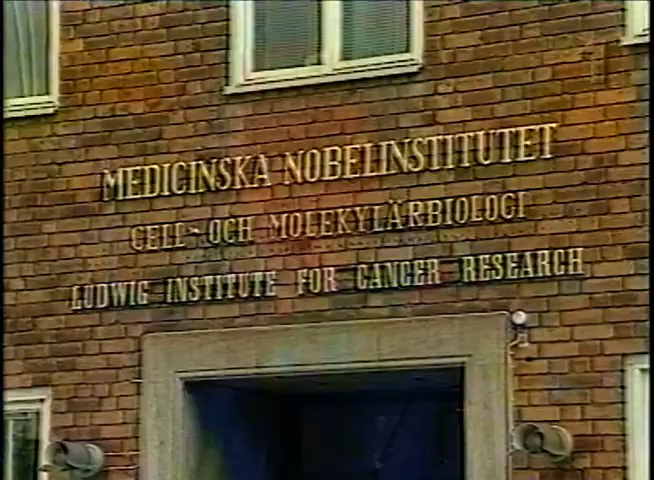 MEDICINSKA NOBELINSTITUTET
CELL- OCH MOLEKYLÄRBIOLOGI
LUDWIG INSTITUTE FOR CANCER RESEARCH